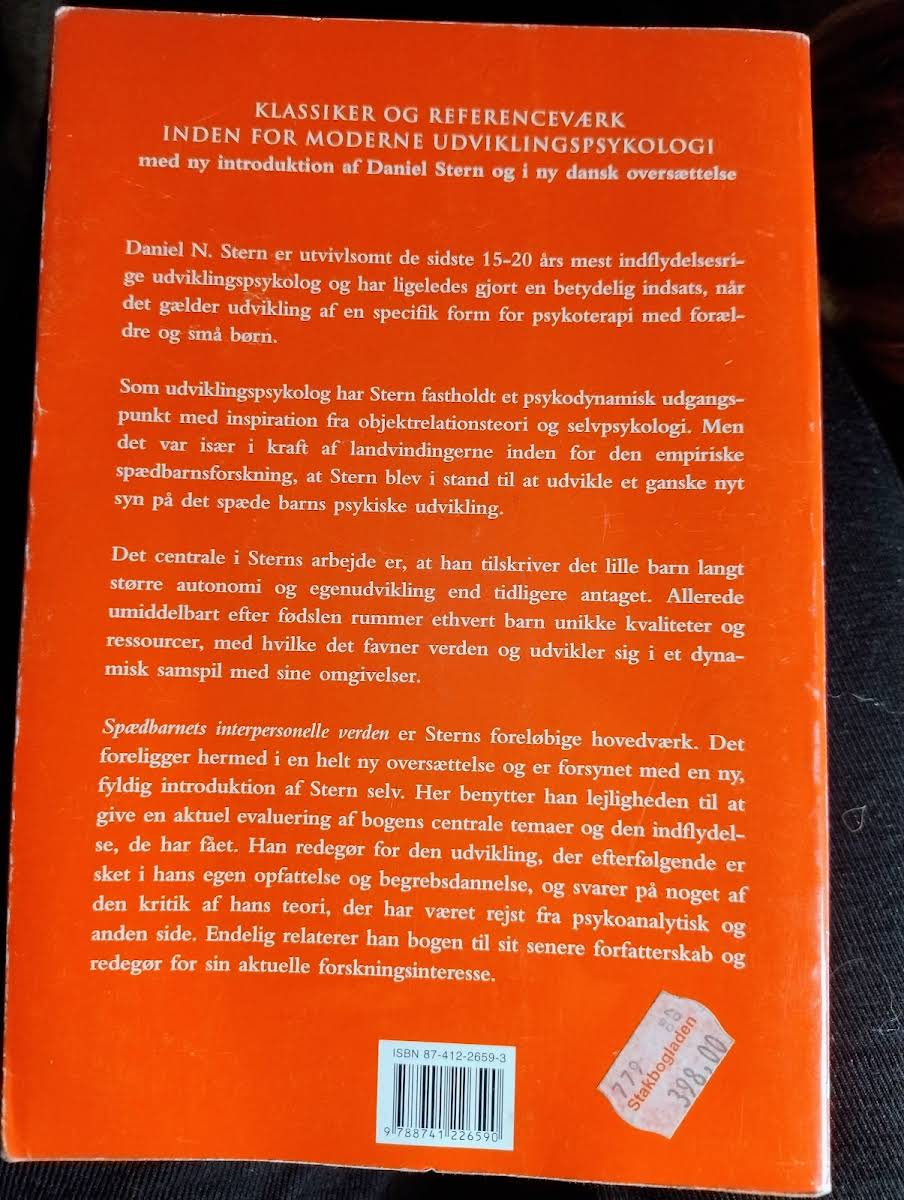 KLASSIKER OG REFERENCEVÆRK
INDEN FOR MODERNE UDVIKLINGSPSYKOLOGI
med ny introduktion af Daniel Stern og i ny dansk oversættelse
Daniel N. Stern er utvivlsomt de sidste 15-20 års mest indflydelsesri-
ge udviklingspsykolog og har ligeledes gjort en betydelig indsats, når
det gælder udvikling af en specifik form for psykoterapi med foræl-
dre og små børn.
Som udviklingspsykolog har Stern fastholdt et psykodynamisk udgangs-
punkt med inspiration fra objektrelationsteori og selvpsykologi. Men
det var især i kraft af landvindingerne inden for den empiriske
spædbarnsforskning, at Stern blev i stand til at udvikle et ganske nyt
syn på det spæde barns psykiske udvikling.
Det centrale i Sterns arbejde er, at han tilskriver det lille barn langt
større autonomi og egenudvikling end tidligere antaget. Allerede
umiddelbart efter fødslen rummer ethvert barn unikke kvaliteter og
ressourcer, med hvilke det favner verden og udvikler sig i et dyna-
misk samspil med sine omgivelser.
Spædbarnets interpersonelle verden er Sterns foreløbige hovedværk. Det
foreligger hermed i en helt ny oversættelse og er forsynet med en ny,
fyldig introduktion af Stern selv. Her benytter han lejligheden til at
give en aktuel evaluering af bogens centrale temaer og den indflydel-
se, de har fået. Han redegør for den udvikling, der efterfølgende er
sket i hans egen opfattelse og begrebsdannelse, og svarer på noget af
den kritik af hans teori, der har været rejst fra psykoanalytisk og
anden side. Endelig relaterer han bogen til sit senere forfatterskab og
redegør for sin aktuelle forskningsinteresse.
ISBN 87-412-2659-3
9 788741 226590
779
Stakbogladen
398,00